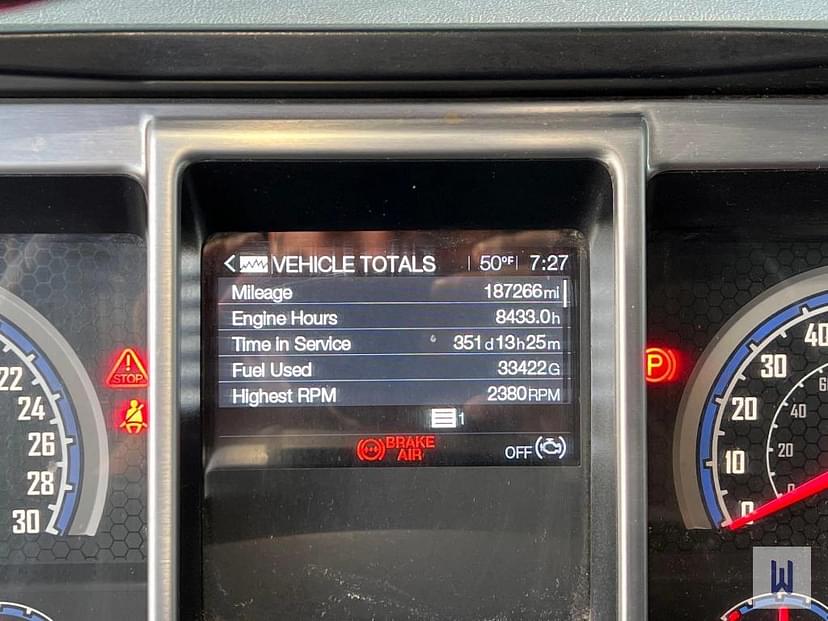 VEHICLE TOTALS 50°F 7:27
Mileage 187266mi
Engine Hours 8433.0h
Time in Service 351d13h25m
Fuel Used 33422G
Highest RPM 2380RPM
1
BRAKE
AIR
OFF
STOP
22
24
26
28
30
P
40
30
20
10
0
40
20
0
W